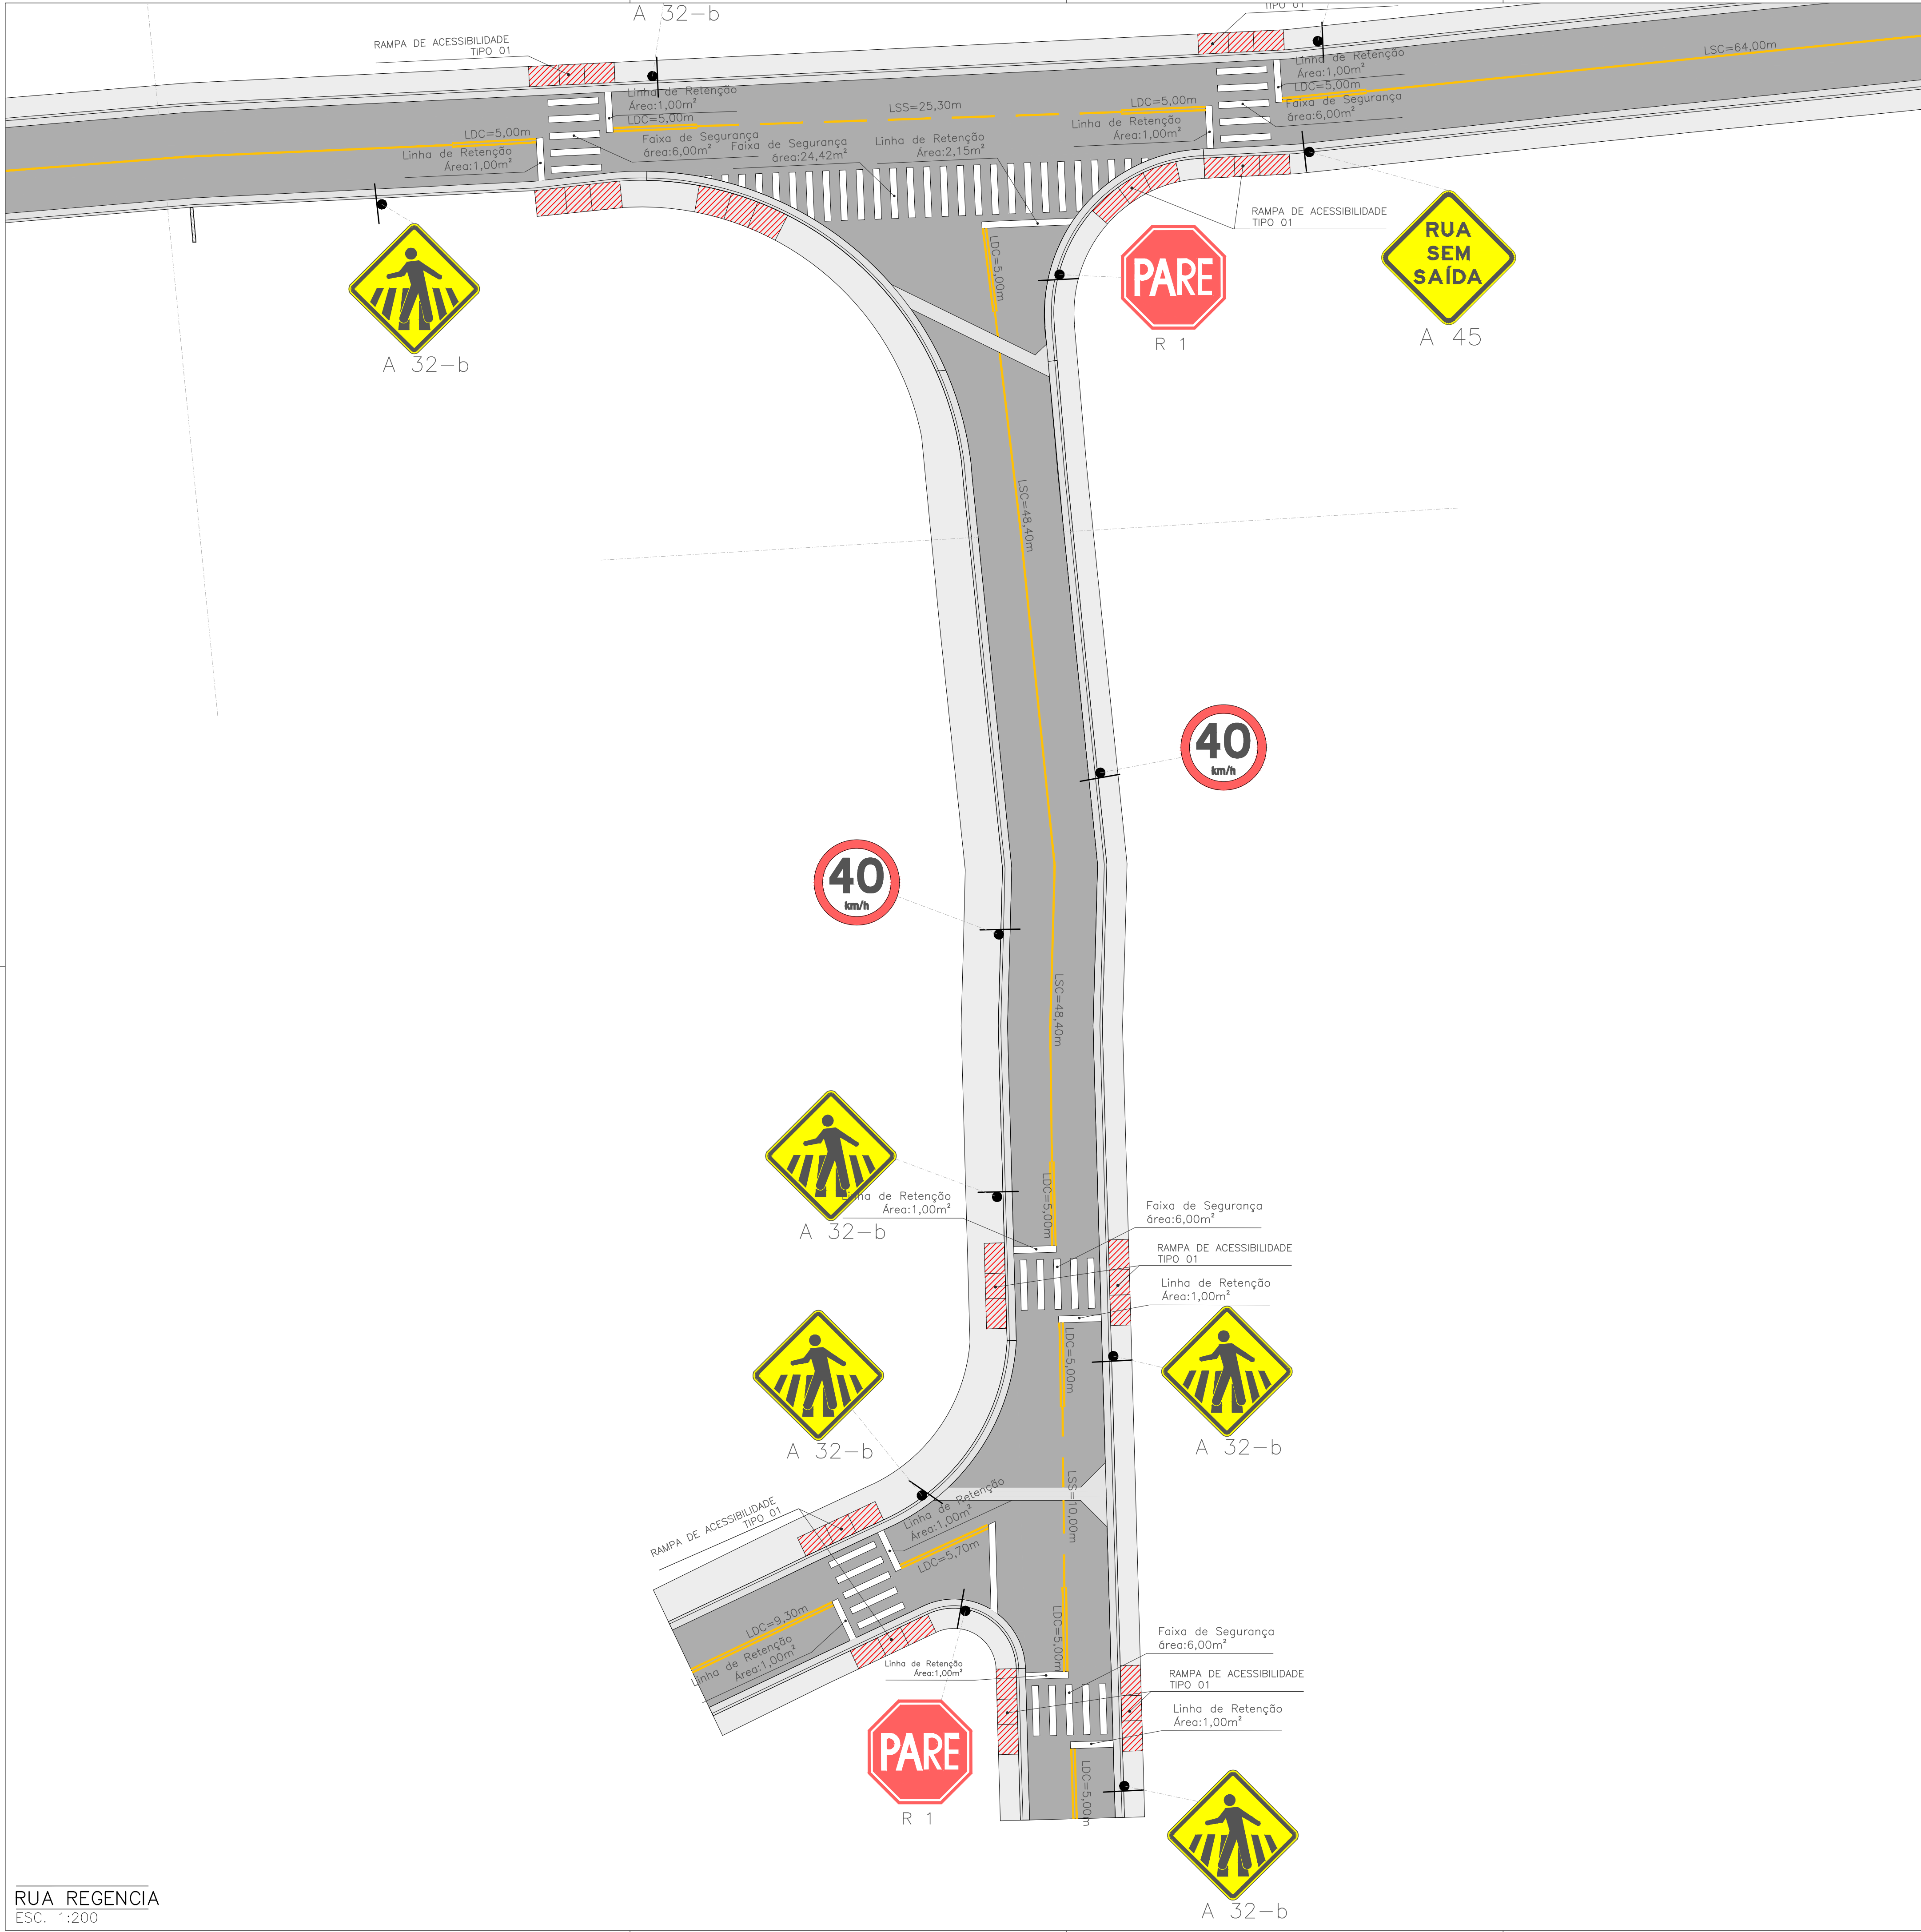 A 32-b
TIPO 01
RAMPA DE ACESSIBILIDADE
TIPO 01
Linha de Retenção
Área:1,00m²
LDC=5,00m
LSC=64,00m
Linha de Retenção
Área:1,00m²
LDC=5,00m
LSS=25,30m
LDC=5,00m
Faixa de Segurança
área:6,00m²
LDC=5,00m
Linha de Retenção
Área:1,00m²
Faixa de Segurança
área:6,00m²
Faixa de Segurança
área:24,42m²
Linha de Retenção
Área:2,15m²
Linha de Retenção
Área:1,00m²
RAMPA DE ACESSIBILIDADE
TIPO 01
RUA
SEM
SAÍDA
A 45
LDC=5,00m
PARE
R 1
A 32-b
LSC=48,40m
40
km/h
40
km/h
LSC=48,40m
A 32-b
Linha de Retenção
Área:1,00m²
LDC=5,00m
Faixa de Segurança
área:6,00m²
RAMPA DE ACESSIBILIDADE
TIPO 01
Linha de Retenção
Área:1,00m²
LDC=5,00m
A 32-b
A 32-b
LSS=10,00m
RAMPA DE ACESSIBILIDADE
TIPO 01
Linha de Retenção
Área:1,00m²
LDC=5,70m
LDC=9,30m
Linha de Retenção
Área:1,00m²
LDC=5,00m
Linha de Retenção
Área:1,00m²
Faixa de Segurança
área:6,00m²
RAMPA DE ACESSIBILIDADE
TIPO 01
Linha de Retenção
Área:1,00m²
PARE
R 1
LDC=5,00m
A 32-b
RUA REGENCIA
ESC. 1:200